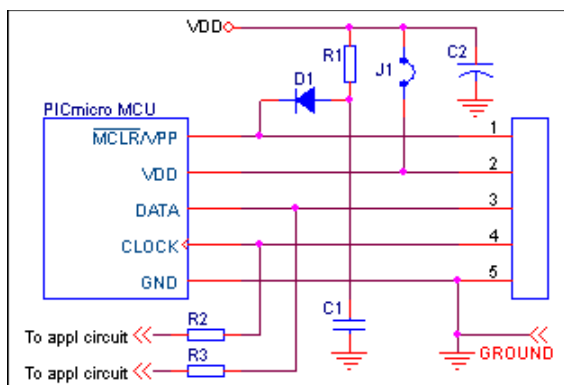 VDD
R1
C2
D1
J1
PICmicro MCU
MCLR/VPP
1
VDD
2
DATA
3
CLOCK
4
GND
5
C1
R2
To appl circuit
GROUND
R3
To appl circuit